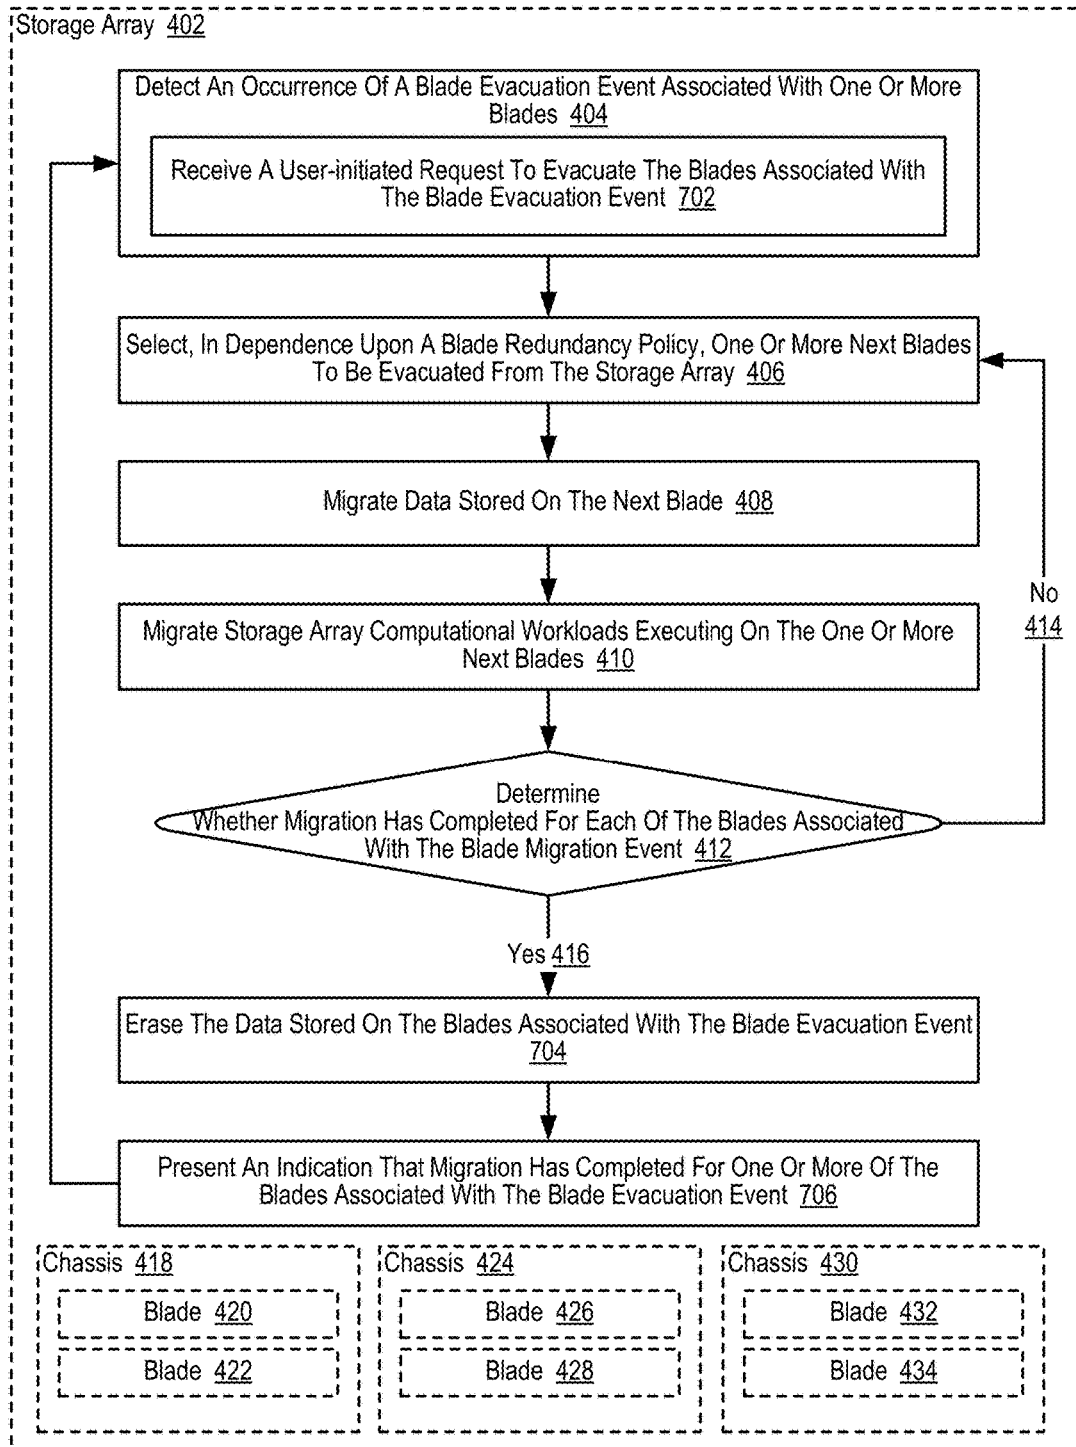 Storage Array 402
Detect An Occurrence Of A Blade Evacuation Event Associated With One Or More
Blades 404
Receive A User-initiated Request To Evacuate The Blades Associated With
The Blade Evacuation Event 702
Select, In Dependence Upon A Blade Redundancy Policy, One Or More Next Blades
To Be Evacuated From The Storage Array 406
Migrate Data Stored On The Next Blade 408
Migrate Storage Array Computational Workloads Executing On The One Or More
Next Blades 410
No
414
Determine
Whether Migration Has Completed For Each Of The Blades Associated
With The Blade Migration Event 412
Yes 416
Erase The Data Stored On The Blades Associated With The Blade Evacuation Event
704
Present An Indication That Migration Has Completed For One Or More Of The
Blades Associated With The Blade Evacuation Event 706
Chassis 418
Blade 420
Blade 422
Chassis 424
Blade 426
Blade 428
Chassis 430
Blade 432
Blade 434